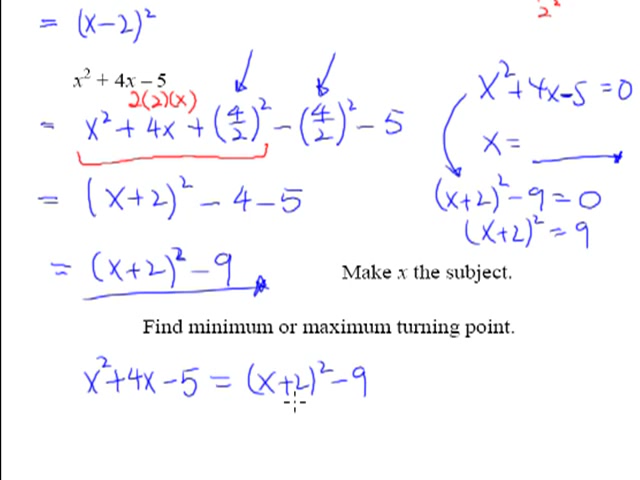 = (x-2)²
2²
x² + 4x – 5
2(2)(x)
= x² + 4x + (4/2)² - (4/2)² - 5
= (x+2)² - 4 - 5
= (x+2)² - 9
x²+4x-5=0
x = ____
(x+2)²-9=0
(x+2)²=9
Make x the subject.
Find minimum or maximum turning point.
x²+4x-5 = (x+2)²-9